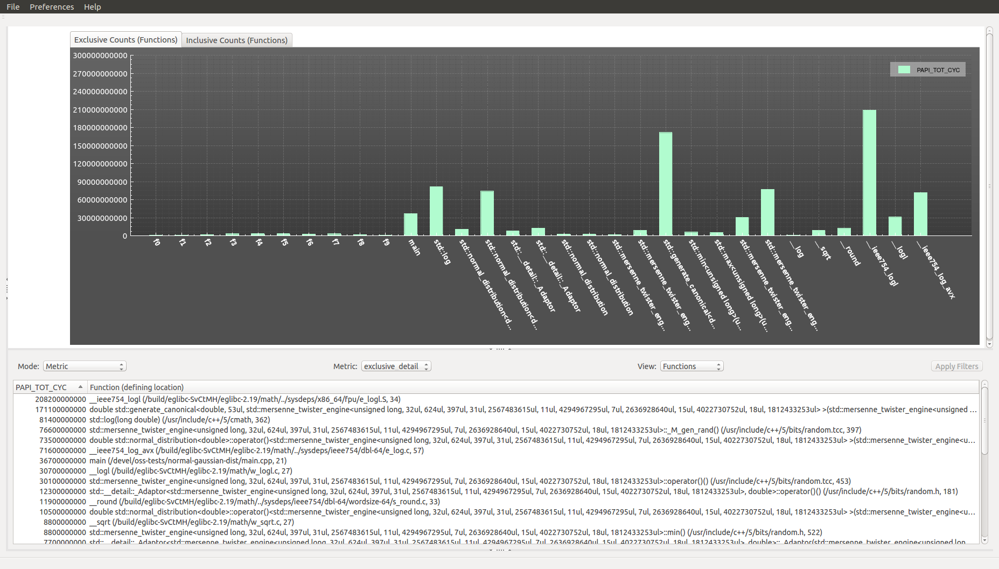 File Preferences Help
Exclusive Counts (Functions) Inclusive Counts (Functions)
300000000000
270000000000
240000000000
210000000000
180000000000
150000000000
120000000000
90000000000
60000000000
30000000000
0
PAPI_TOT_CYC
f0 f1 f2 f3 f4 f5 f6 f7 f8 f9 main std::log std::normal_distribution<d... std::normal_distribution<d... std::__detail::_Adaptor std::__detail::_Adaptor std::normal_distribution std::normal_distribution std::mersenne_twister_eng... std::mersenne_twister_eng... std::generate_canonical<d... std::min<unsigned long>(u... std::max<unsigned long>(u... std::mersenne_twister_eng... std::mersenne_twister_eng... __log __sqrt __round __ieee754_logl __logl __ieee754_log_avx
Mode: Metric Metric: exclusive_detail View: Functions Apply Filters
PAPI_TOT_CYC Function (defining location)
208200000000 __ieee754_logl (/build/eglibc-SvCtMH/eglibc-2.19/math/../sysdeps/x86_64/fpu/e_logl.S, 34)
171100000000 double std::generate_canonical<double, 53ul, std::mersenne_twister_engine<unsigned long, 32ul, 624ul, 397ul, 31ul, 2567483615ul, 11ul, 4294967295ul, 7ul, 2636928640ul, 15ul, 4022730752ul, 18ul, 1812433253ul> >(std::mersenne_twister_engine<unsigned ...
81400000000 std::log(long double) (/usr/include/c++/5/cmath, 362)
76600000000 std::mersenne_twister_engine<unsigned long, 32ul, 624ul, 397ul, 31ul, 2567483615ul, 11ul, 4294967295ul, 7ul, 2636928640ul, 15ul, 4022730752ul, 18ul, 1812433253ul>::_M_gen_rand() (/usr/include/c++/5/bits/random.tcc, 397)
73500000000 double std::normal_distribution<double>::operator()<std::mersenne_twister_engine<unsigned long, 32ul, 624ul, 397ul, 31ul, 2567483615ul, 11ul, 4294967295ul, 7ul, 2636928640ul, 15ul, 4022730752ul, 18ul, 1812433253ul> >(std::mersenne_twister_engine<u...
71600000000 __ieee754_log_avx (/build/eglibc-SvCtMH/eglibc-2.19/math/../sysdeps/ieee754/dbl-64/e_log.c, 57)
36700000000 main (/devel/oss-tests/normal-gaussian-dist/main.cpp, 21)
30700000000 __logl (/build/eglibc-SvCtMH/eglibc-2.19/math/w_logl.c, 27)
30100000000 std::mersenne_twister_engine<unsigned long, 32ul, 624ul, 397ul, 31ul, 2567483615ul, 11ul, 4294967295ul, 7ul, 2636928640ul, 15ul, 4022730752ul, 18ul, 1812433253ul>::operator()() (/usr/include/c++/5/bits/random.tcc, 453)
12300000000 std::__detail::_Adaptor<std::mersenne_twister_engine<unsigned long, 32ul, 624ul, 397ul, 31ul, 2567483615ul, 11ul, 4294967295ul, 7ul, 2636928640ul, 15ul, 4022730752ul, 18ul, 1812433253ul>, double>::operator()() (/usr/include/c++/5/bits/random.h, 181)
11900000000 __round (/build/eglibc-SvCtMH/eglibc-2.19/math/../sysdeps/ieee754/dbl-64/wordsize-64/s_round.c, 33)
10500000000 double std::normal_distribution<double>::operator()<std::mersenne_twister_engine<unsigned long, 32ul, 624ul, 397ul, 31ul, 2567483615ul, 11ul, 4294967295ul, 7ul, 2636928640ul, 15ul, 4022730752ul, 18ul, 1812433253ul> >(std::mersenne_twister_engine<u...
8800000000 __sqrt (/build/eglibc-SvCtMH/eglibc-2.19/math/w_sqrt.c, 27)
8800000000 std::mersenne_twister_engine<unsigned long, 32ul, 624ul, 397ul, 31ul, 2567483615ul, 11ul, 4294967295ul, 7ul, 2636928640ul, 15ul, 4022730752ul, 18ul, 1812433253ul>::min() (/usr/include/c++/5/bits/random.h, 522)
7700000000 std::__detail::_Adaptor<std::mersenne_twister_engine<unsigned long, 32ul, 624ul, 397ul, 31ul, 2567483615ul, 11ul, 4294967295ul, 7ul, 2636928640ul, 15ul, 4022730752ul, 18ul, 1812433253ul>, double>::_Adaptor(std::mersenne_twister_engine<unsigned lon